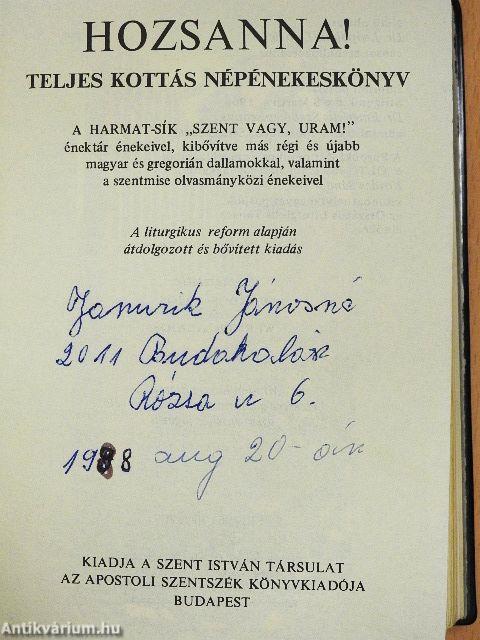 HOZSANNA!
TELJES KOTTÁS NÉPÉNEKESKÖNYV
A HARMAT-SÍK „SZENT VAGY, URAM!”
énektár énekeivel, kibővítve más régi és újabb
magyar és gregorián dallamokkal, valamint
a szentmise olvasmányközi énekeivel
A liturgikus reform alapján
átdolgozott és bővített kiadás
Janurik Jánosné
2011 Budakalász
Rózsa u 6.
1988 aug 20-án
KIADJA A SZENT ISTVÁN TÁRSULAT
AZ APOSTOLI SZENTSZÉK KÖNYVKIADÓJA
BUDAPEST
Antikvárium.hu